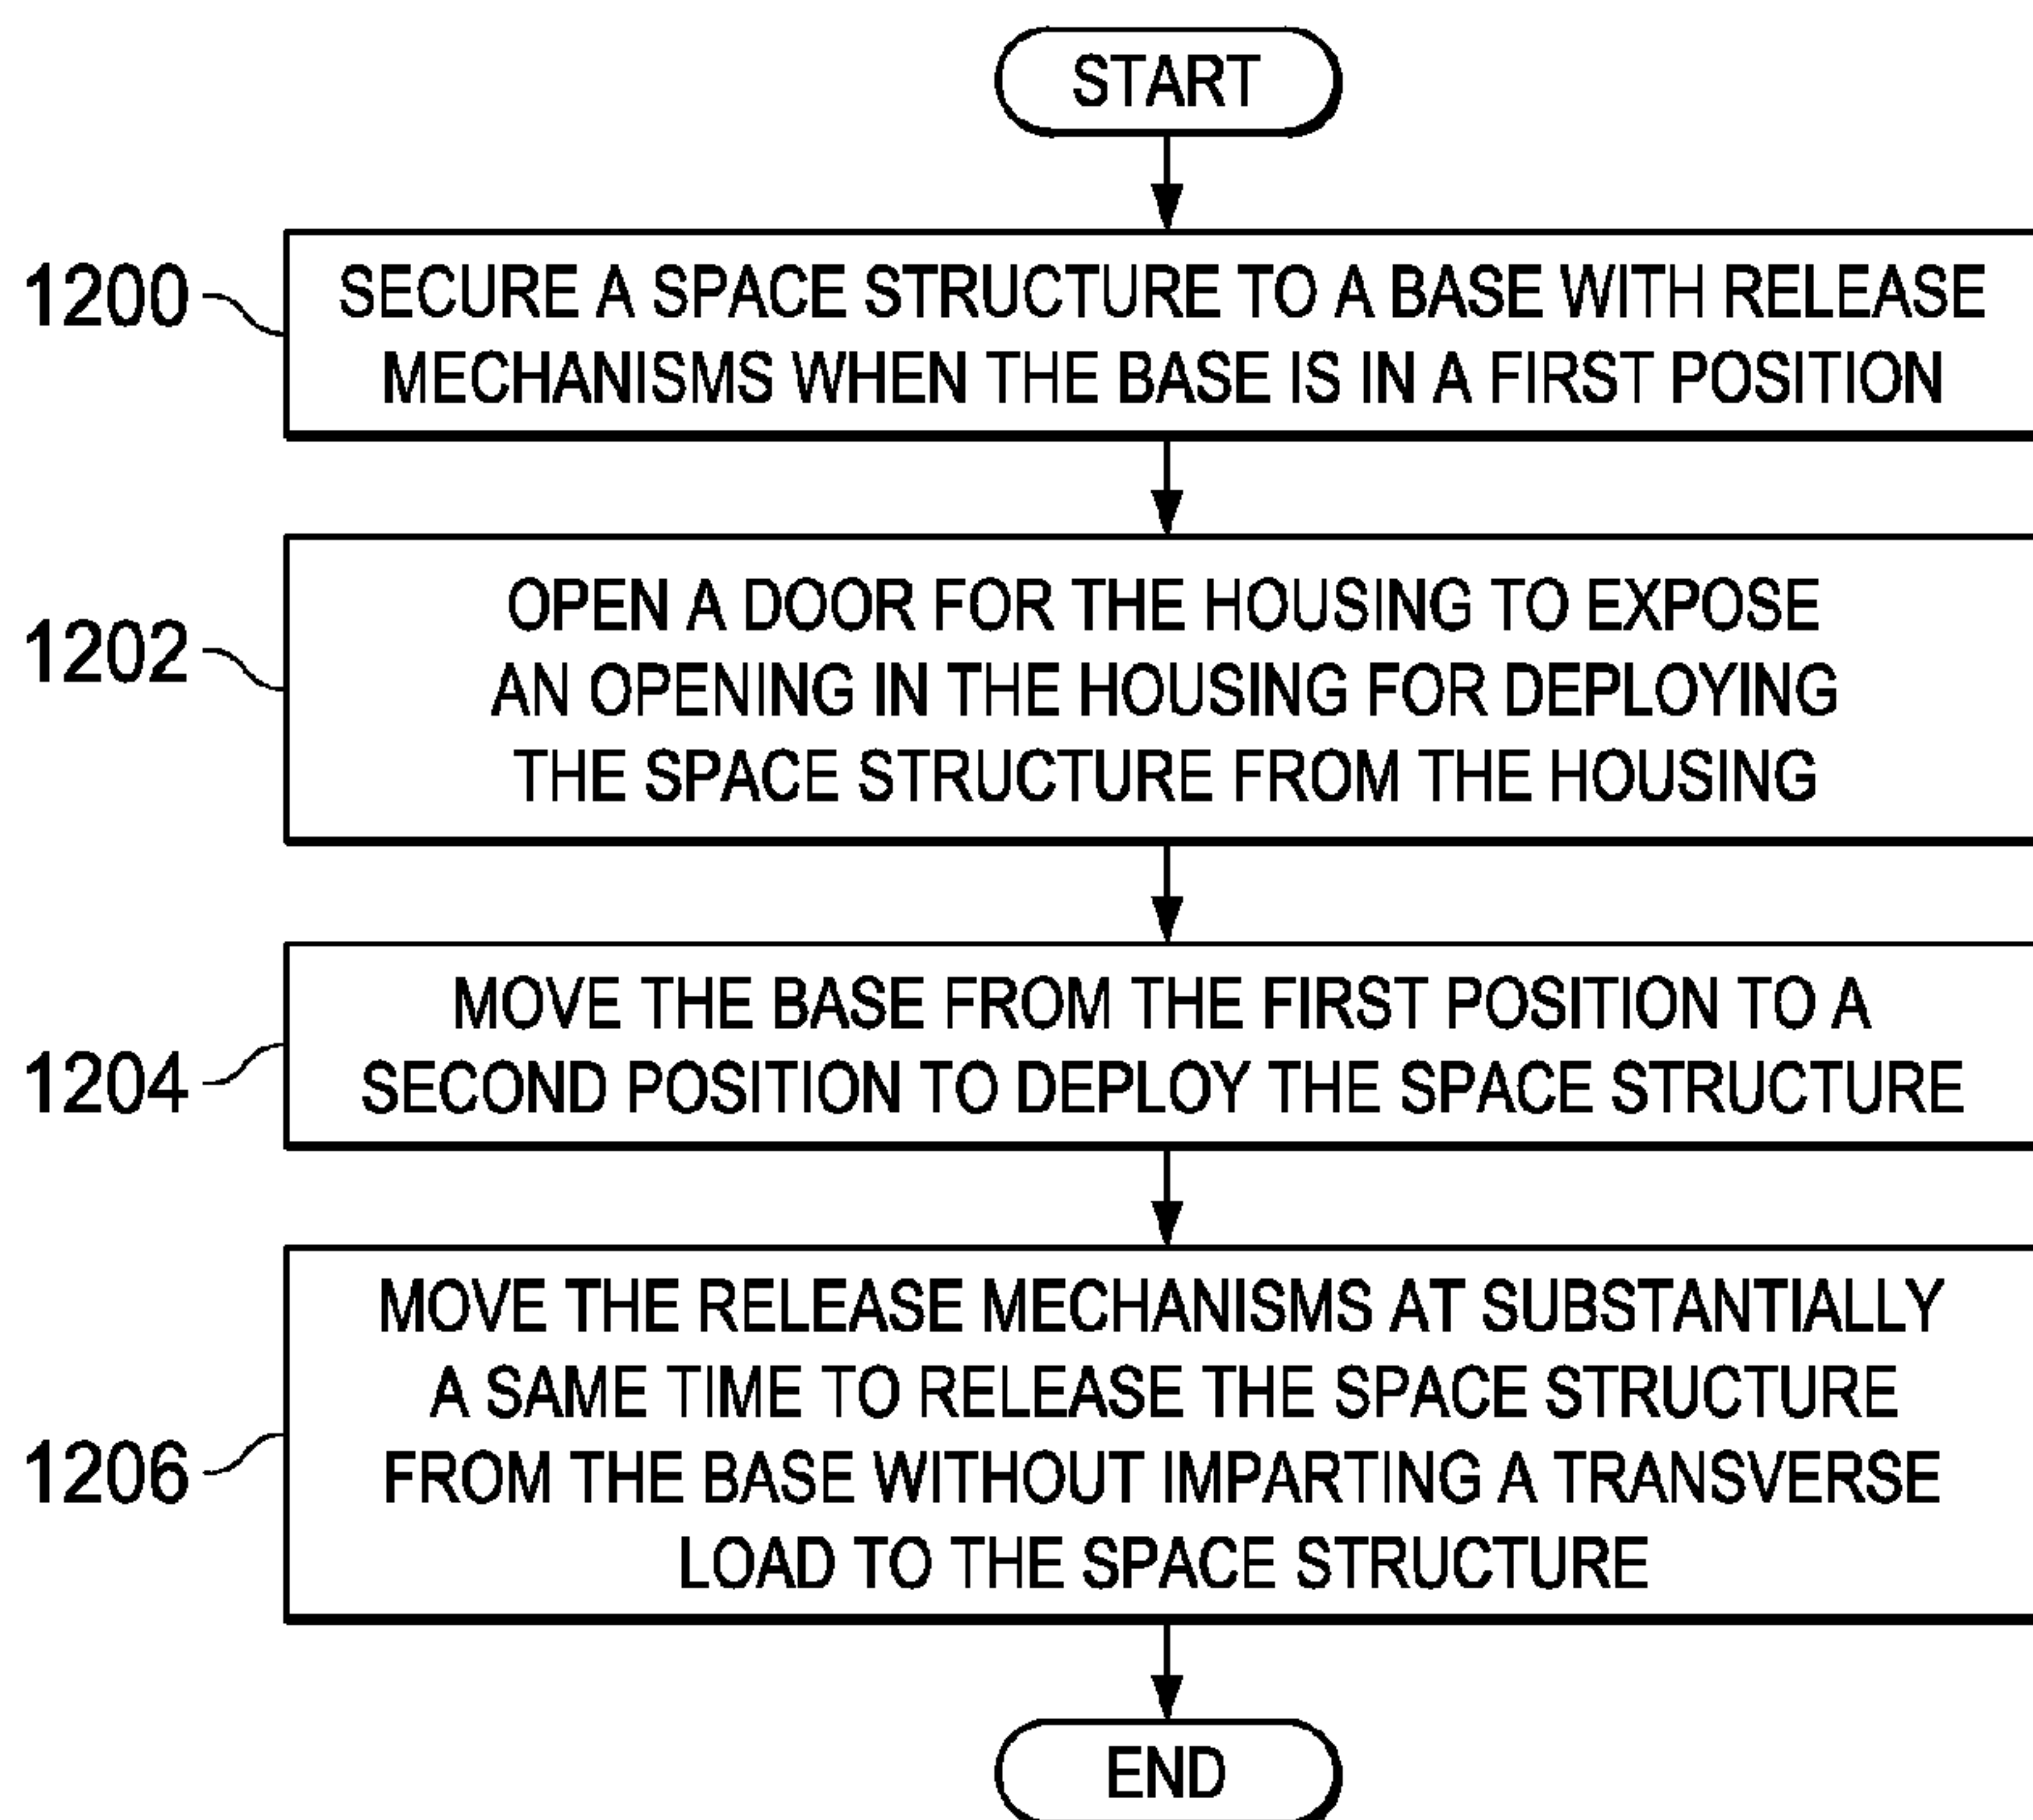 START
1200
SECURE A SPACE STRUCTURE TO A BASE WITH RELEASE
MECHANISMS WHEN THE BASE IS IN A FIRST POSITION
1202
OPEN A DOOR FOR THE HOUSING TO EXPOSE
AN OPENING IN THE HOUSING FOR DEPLOYING
THE SPACE STRUCTURE FROM THE HOUSING
1204
MOVE THE BASE FROM THE FIRST POSITION TO A
SECOND POSITION TO DEPLOY THE SPACE STRUCTURE
1206
MOVE THE RELEASE MECHANISMS AT SUBSTANTIALLY
A SAME TIME TO RELEASE THE SPACE STRUCTURE
FROM THE BASE WITHOUT IMPARTING A TRANSVERSE
LOAD TO THE SPACE STRUCTURE
END